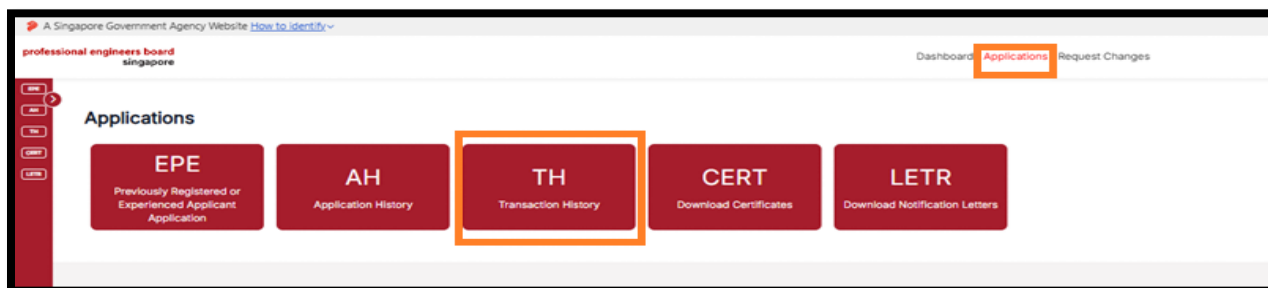 A Singapore Government Agency Website How to identify
professional engineers board
singapore
Dashboard Applications Request Changes
EPE
AH
TH
CERT
LETR
Applications
EPE
Previously Registered or
Experienced Applicant
Application
AH
Application History
TH
Transaction History
CERT
Download Certificates
LETR
Download Notification Letters